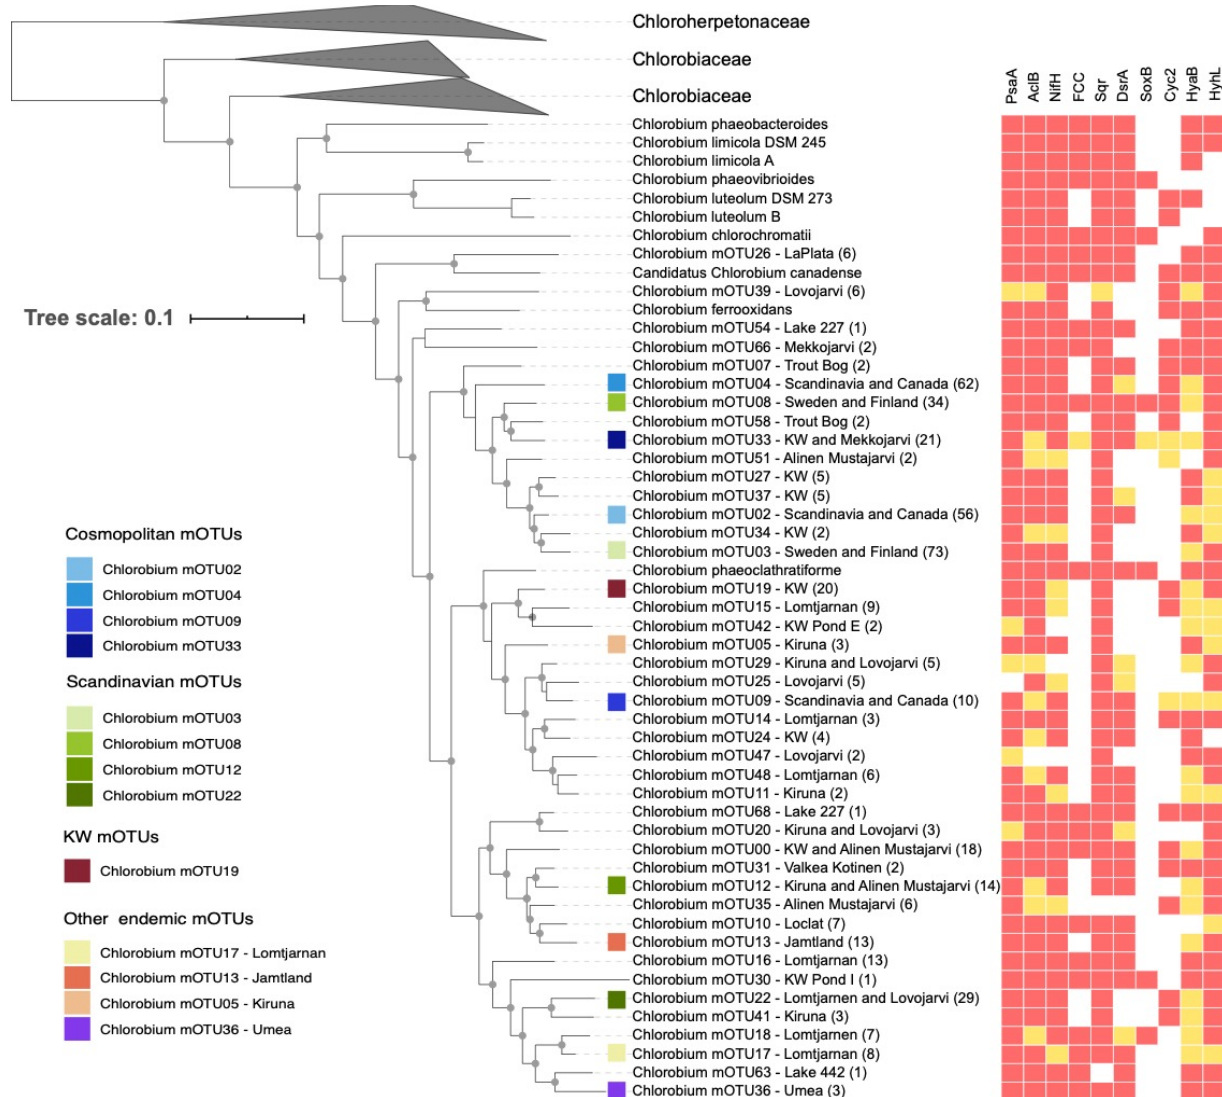 Chloroherpetonaceae
Chlorobiaceae
Chlorobiaceae
PsaA
AclB
NifH
FCC
Sqr
DsrA
SoxB
Cyc2
HyaB
HyhL
Chlorobium phaeobacteroides
Chlorobium limicola DSM 245
Chlorobium limicola A
Chlorobium phaeovibrioides
Chlorobium luteolum DSM 273
Chlorobium luteolum B
Chlorobium chlorochromatii
Chlorobium mOTU26 - LaPlata (6)
Candidatus Chlorobium canadense
Chlorobium mOTU39 - Lovojarvi (6)
Chlorobium ferrooxidans
Chlorobium mOTU54 - Lake 227 (1)
Chlorobium mOTU66 - Mekkojarvi (2)
Chlorobium mOTU07 - Trout Bog (2)
Chlorobium mOTU04 - Scandinavia and Canada (62)
Chlorobium mOTU08 - Sweden and Finland (34)
Chlorobium mOTU58 - Trout Bog (2)
Chlorobium mOTU33 - KW and Mekkojarvi (21)
Chlorobium mOTU51 - Alinen Mustajarvi (2)
Chlorobium mOTU27 - KW (5)
Chlorobium mOTU37 - KW (5)
Chlorobium mOTU02 - Scandinavia and Canada (56)
Chlorobium mOTU34 - KW (2)
Chlorobium mOTU03 - Sweden and Finland (73)
Chlorobium phaeoclathratiforme
Chlorobium mOTU19 - KW (20)
Chlorobium mOTU15 - Lomtjarnan (9)
Chlorobium mOTU42 - KW Pond E (2)
Chlorobium mOTU05 - Kiruna (3)
Chlorobium mOTU29 - Kiruna and Lovojarvi (5)
Chlorobium mOTU25 - Lovojarvi (5)
Chlorobium mOTU09 - Scandinavia and Canada (10)
Chlorobium mOTU14 - Lomtjarnan (3)
Chlorobium mOTU24 - KW (4)
Chlorobium mOTU47 - Lovojarvi (2)
Chlorobium mOTU48 - Lomtjarnan (6)
Chlorobium mOTU11 - Kiruna (2)
Chlorobium mOTU68 - Lake 227 (1)
Chlorobium mOTU20 - Kiruna and Lovojarvi (3)
Chlorobium mOTU00 - KW and Alinen Mustajarvi (18)
Chlorobium mOTU31 - Valkea Kotinen (2)
Chlorobium mOTU12 - Kiruna and Alinen Mustajarvi (14)
Chlorobium mOTU35 - Alinen Mustajarvi (6)
Chlorobium mOTU10 - Loclat (7)
Chlorobium mOTU13 - Jamtland (13)
Chlorobium mOTU16 - Lomtjarnan (13)
Chlorobium mOTU30 - KW Pond I (1)
Chlorobium mOTU22 - Lomtjarnen and Lovojarvi (29)
Chlorobium mOTU41 - Kiruna (3)
Chlorobium mOTU18 - Lomtjarnen (7)
Chlorobium mOTU17 - Lomtjarnan (8)
Chlorobium mOTU63 - Lake 442 (1)
Chlorobium mOTU36 - Umea (3)
Tree scale: 0.1
Cosmopolitan mOTUs
Chlorobium mOTU02
Chlorobium mOTU04
Chlorobium mOTU09
Chlorobium mOTU33
Scandinavian mOTUs
Chlorobium mOTU03
Chlorobium mOTU08
Chlorobium mOTU12
Chlorobium mOTU22
KW mOTUs
Chlorobium mOTU19
Other endemic mOTUs
Chlorobium mOTU17 - Lomtjarnan
Chlorobium mOTU13 - Jamtland
Chlorobium mOTU05 - Kiruna
Chlorobium mOTU36 - Umea